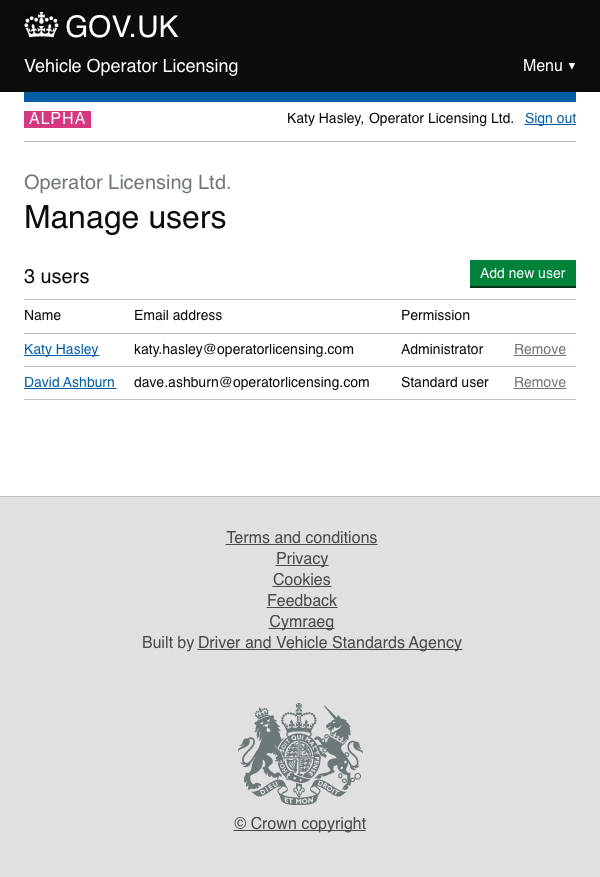 GOV.UK
Vehicle Operator Licensing Menu ▼
ALPHA Katy Hasley, Operator Licensing Ltd. Sign out
Operator Licensing Ltd.
Manage users
3 users Add new user
Name Email address Permission
Katy Hasley katy.hasley@operatorlicensing.com Administrator Remove
David Ashburn dave.ashburn@operatorlicensing.com Standard user Remove
Terms and conditions
Privacy
Cookies
Feedback
Cymraeg
Built by Driver and Vehicle Standards Agency
DIEU ET MON DROIT
© Crown copyright